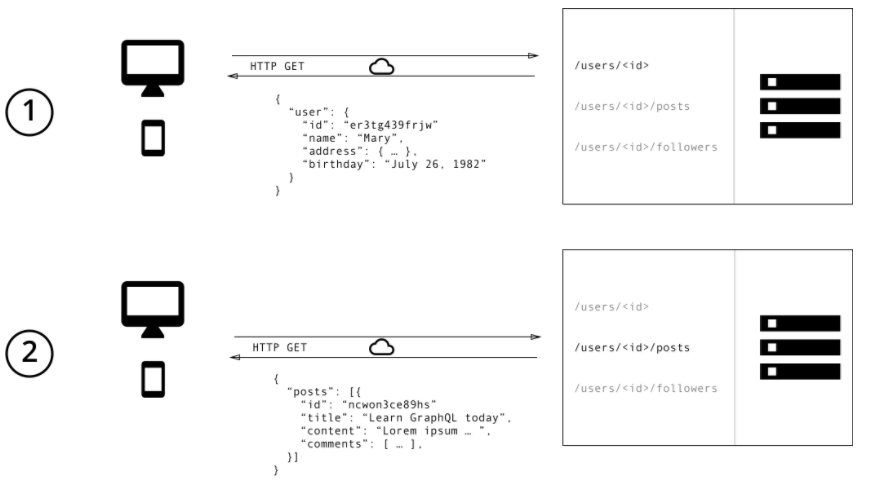 1
HTTP GET
{
“user”: {
“id”: “er3tg439frjw”
“name”: “Mary”,
“address”: { … },
“birthday”: “July 26, 1982”
}
}
/users/<id>
/users/<id>/posts
/users/<id>/followers
2
HTTP GET
{
“posts”: [{
“id”: “ncwon3ce89hs”
“title”: “Learn GraphQL today”,
“content”: “Lorem ipsum … ”,
“comments”: [ … ],
}]
}
/users/<id>
/users/<id>/posts
/users/<id>/followers